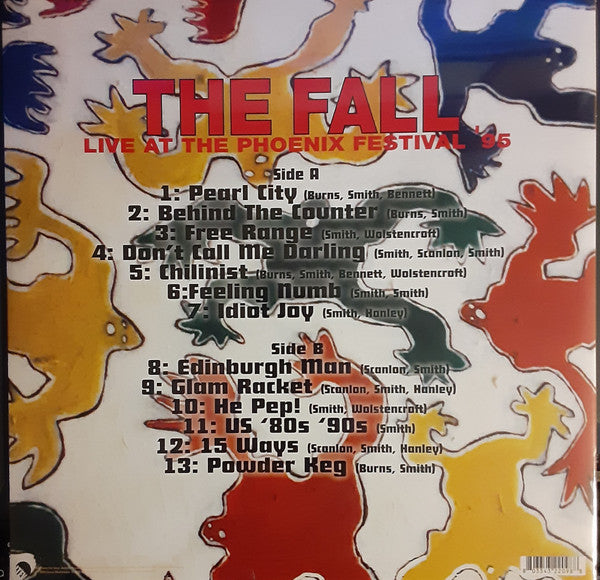 THE FALL
LIVE AT THE PHOENIX FESTIVAL '95
Side A
1: Pearl City (Burns, Smith, Bennett)
2: Behind The Counter (Burns, Smith)
3: Free Range (Smith, Wolstencroft)
4: Don't Call Me Darling (Smith, Scanlon, Smith)
5: Chilinist (Burns, Smith, Bennett, Wolstencroft)
6:Feeling Numb (Smith, Smith)
7: Idiot Joy (Smith, Hanley)
Side B
8: Edinburgh Man (Scanlon, Smith)
9: Glam Racket (Scanlon, Smith, Hanley)
10: He Pep! (Smith, Wolstencroft)
11: US '80s '90s (Smith)
12: 15 Ways (Scanlon, Smith, Hanley)
13: Powder Keg (Burns, Smith)